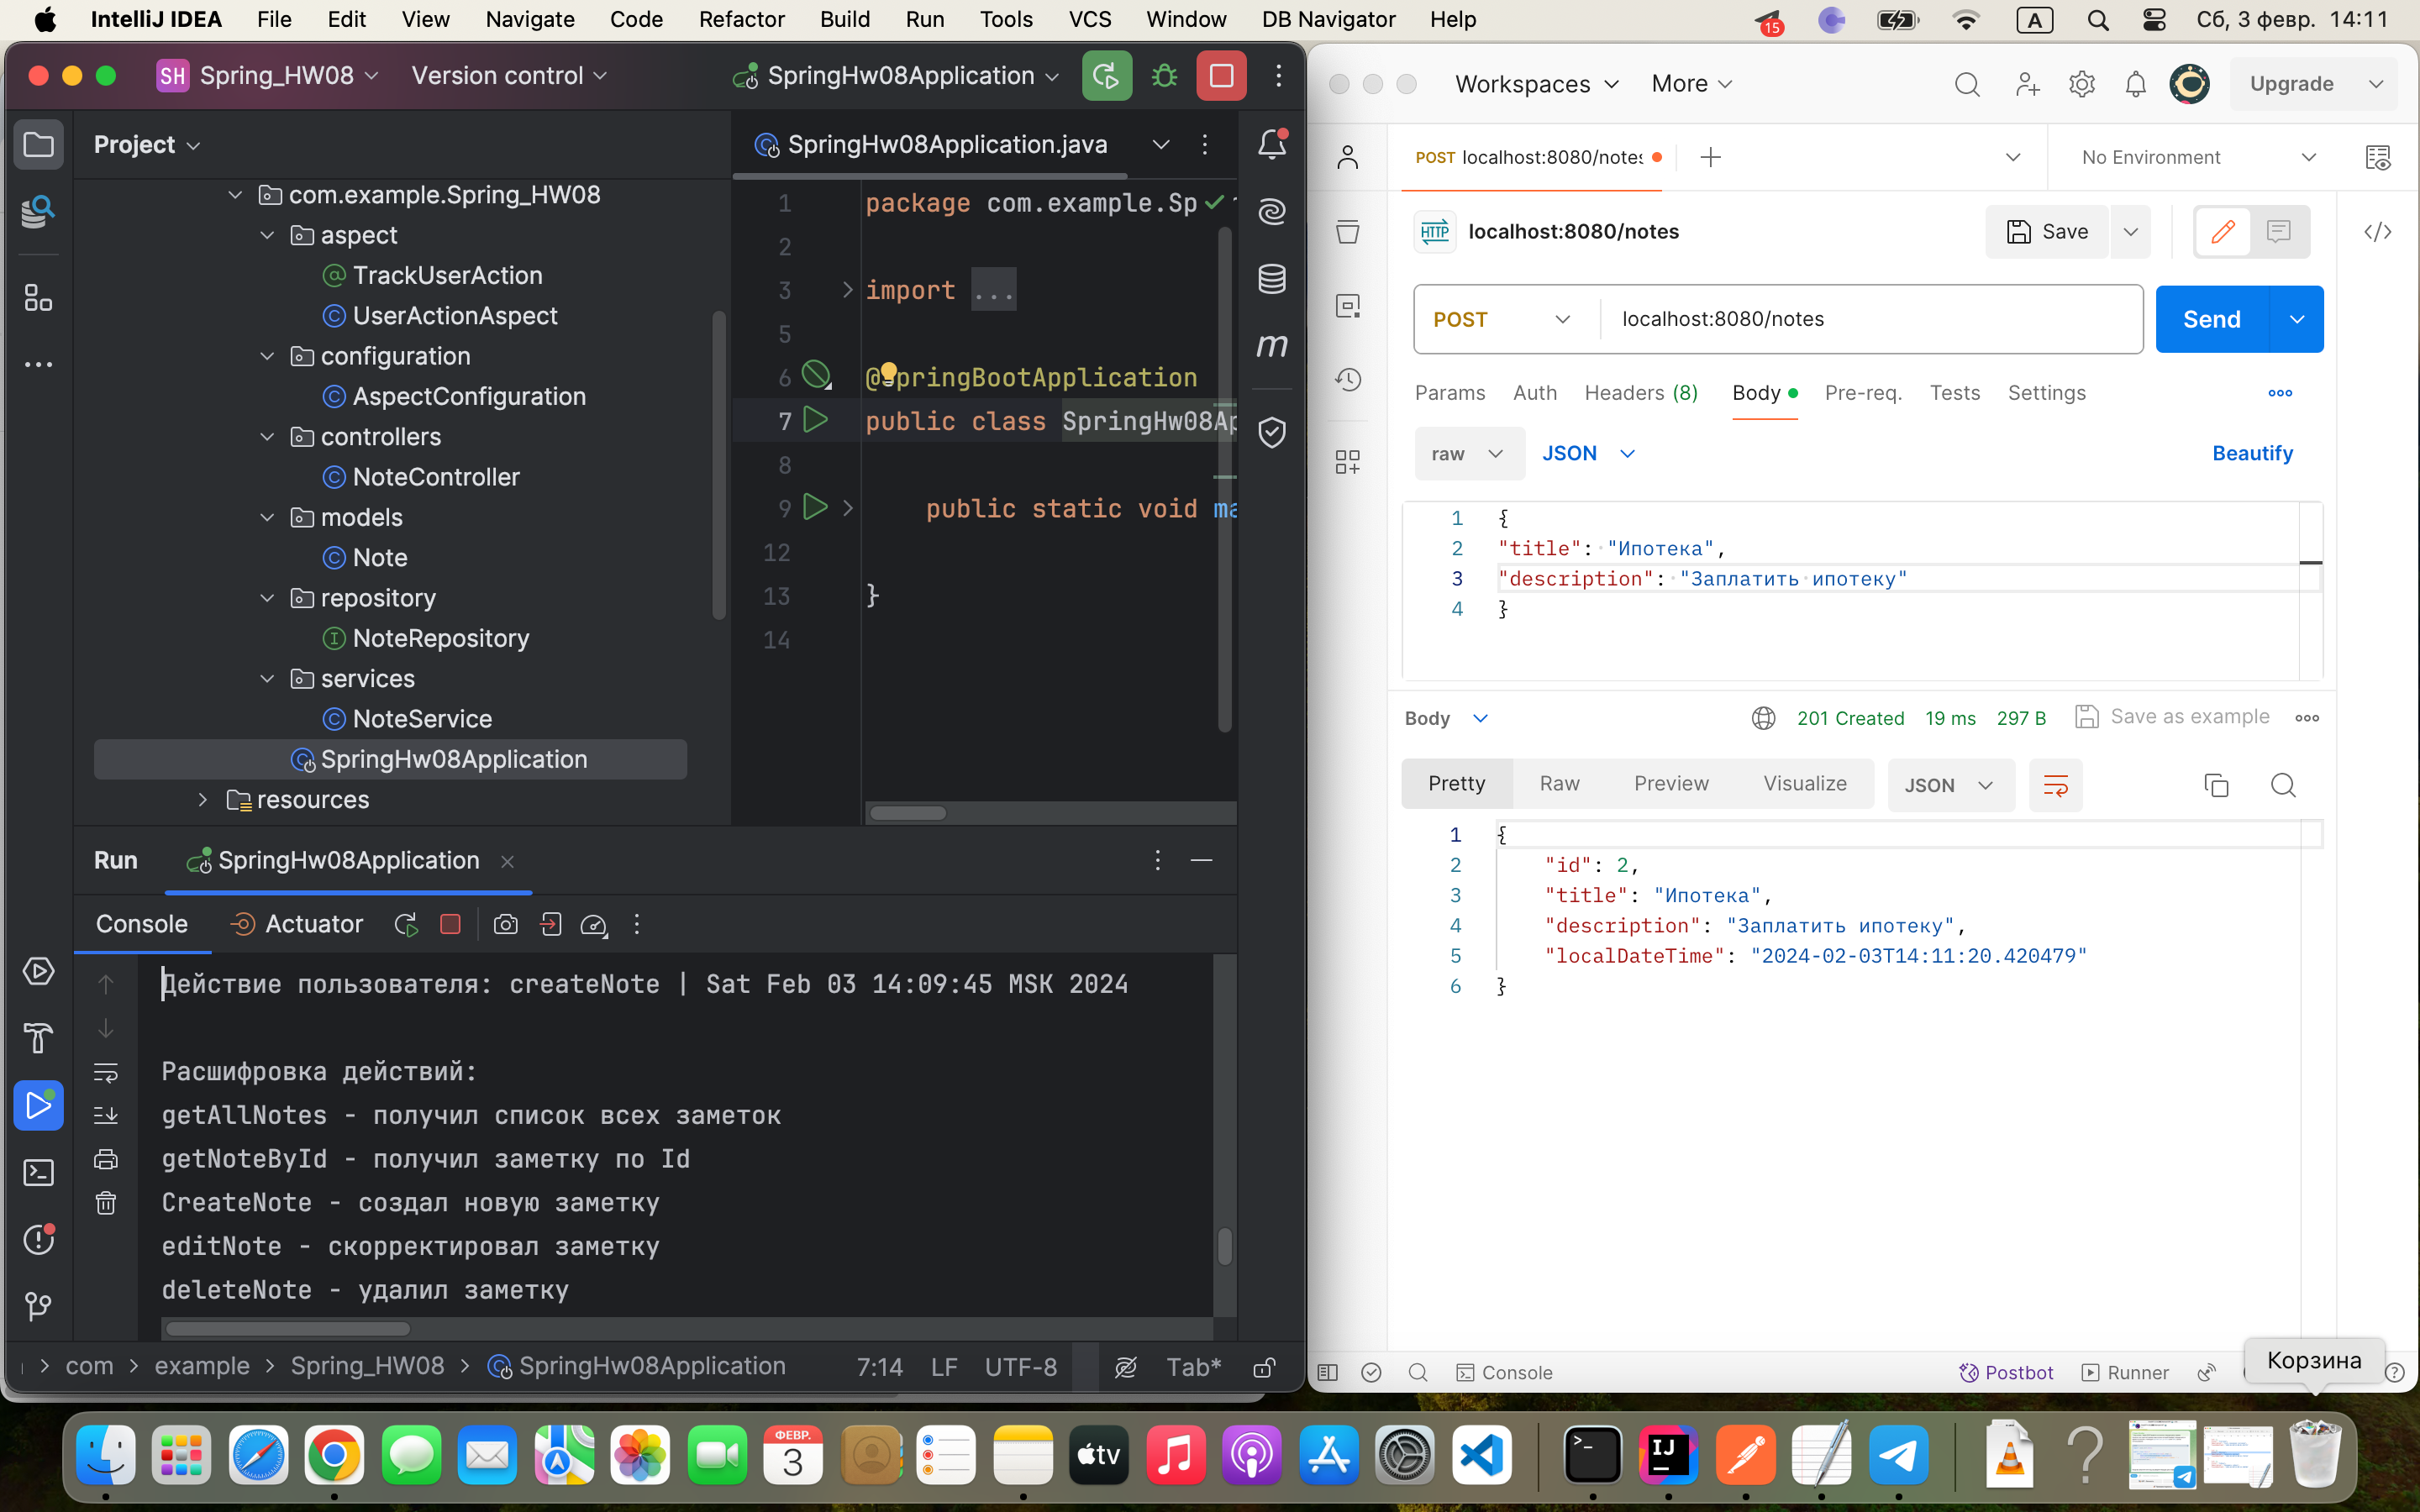 IntelliJ IDEA File Edit View Navigate Code Refactor Build Run Tools VCS Window DB Navigator Help 15 A Сб, 3 февр. 14:11
SH Spring_HW08 Version control SpringHw08Application
Project
com.example.Spring_HW08
aspect
@ TrackUserAction
C UserActionAspect
configuration
C AspectConfiguration
controllers
C NoteController
models
C Note
repository
I NoteRepository
services
C NoteService
C SpringHw08Application
resources
C SpringHw08Application.java
1 package com.example.Sp
2
3 import ...
5
6 @SpringBootApplication
7 public class SpringHw08Ap
8
9 public static void ma
12
13 }
14
m
Run SpringHw08Application
Console Actuator
Действие пользователя: createNote | Sat Feb 03 14:09:45 MSK 2024
Расшифровка действий:
getAllNotes - получил список всех заметок
getNoteById - получил заметку по Id
CreateNote - создал новую заметку
editNote - скорректировал заметку
deleteNote - удалил заметку
> com > example > Spring_HW08 > C SpringHw08Application 7:14 LF UTF-8 Tab*
Workspaces More Upgrade
POST localhost:8080/notes No Environment
HTTP localhost:8080/notes Save
POST localhost:8080/notes Send
Params Auth Headers (8) Body Pre-req. Tests Settings
raw JSON Beautify
1 {
2 "title": "Ипотека",
3 "description": "Заплатить ипотеку"
4 }
Body 201 Created 19 ms 297 B Save as example
Pretty Raw Preview Visualize JSON
1 {
2 "id": 2,
3 "title": "Ипотека",
4 "description": "Заплатить ипотеку",
5 "localDateTime": "2024-02-03T14:11:20.420479"
6 }
Console Postbot Runner
Корзина
ФЕВР.
3
tv
>_
IJ
?